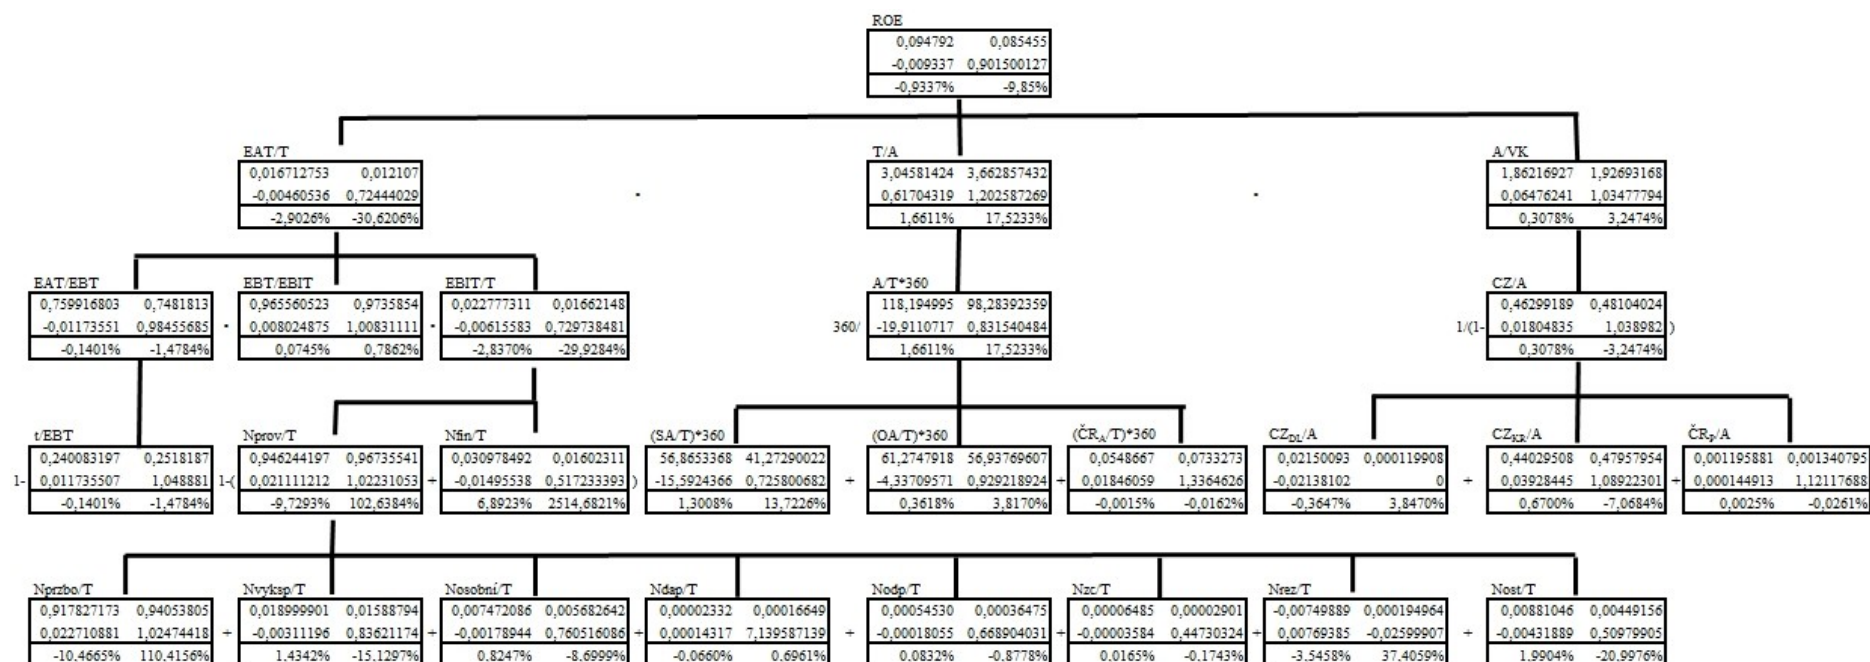 ROE
0,094792 0,085455
-0,009337 0,901500127
-0,9337% -9,85%
EAT/T T/A A/VK
0,016712753 0,012107 3,04581424 3,662857432 1,86216927 1,92693168
-0,00460536 0,72444029 · 0,61704319 1,202587269 · 0,06476241 1,03477794
-2,9026% -30,6206% 1,6611% 17,5233% 0,3078% 3,2474%
EAT/EBT EBT/EBIT EBIT/T A/T*360 CZ/A
0,759916803 0,7481813 0,965560523 0,9735854 0,022777311 0,01662148 118,194995 98,28392359 0,46299189 0,48104024
-0,01173551 0,98455685 · 0,008024875 1,00831111 · -0,00615583 0,729738481 360/ -19,9110717 0,831540484 1/(1- 0,01804835 1,038982 )
-0,1401% -1,4784% 0,0745% 0,7862% -2,8370% -29,9284% 1,6611% 17,5233% 0,3078% -3,2474%
t/EBT Nprov/T Nfin/T (SA/T)*360 (OA/T)*360 (ČRA/T)*360 CZDL/A CZKR/A ČRP/A
0,240083197 0,2518187 0,946244197 0,96735541 0,030978492 0,01602311 56,8653368 41,27290022 61,2747918 56,93769607 0,0548667 0,0733273 0,02150093 0,000119908 0,44029508 0,47957954 0,001195881 0,001340795
1- 0,011735507 1,048881 1-( 0,021111212 1,02231053 + -0,01495538 0,517233393 ) -15,5924366 0,725800682 + -4,33709571 0,929218924 + 0,01846059 1,3364626 -0,02138102 0 + 0,03928445 1,08922301 + 0,000144913 1,12117688
-0,1401% -1,4784% -9,7293% 102,6384% 6,8923% 2514,6821% 1,3008% 13,7226% 0,3618% 3,8170% -0,0015% -0,0162% -0,3647% 3,8470% 0,6700% -7,0684% 0,0025% -0,0261%
Nprzbo/T Nvyksp/T Nosobní/T Ndap/T Nodp/T Nzc/T Nrez/T Nost/T
0,917827173 0,94053805 0,018999901 0,01588794 0,007472086 0,005682642 0,00002332 0,00016649 0,00054530 0,00036475 0,00006485 0,00002901 -0,00749889 0,000194964 0,00881046 0,00449156
0,022710881 1,02474418 + -0,00311196 0,83621174 + -0,00178944 0,760516086 + 0,00014317 7,139587139 + -0,00018055 0,668904031 + -0,00003584 0,44730324 + 0,00769385 -0,02599907 + -0,00431889 0,50979905
-10,4665% 110,4156% 1,4342% -15,1297% 0,8247% -8,6999% -0,0660% 0,6961% 0,0832% -0,8778% 0,0165% -0,1743% -3,5458% 37,4059% 1,9904% -20,9976%